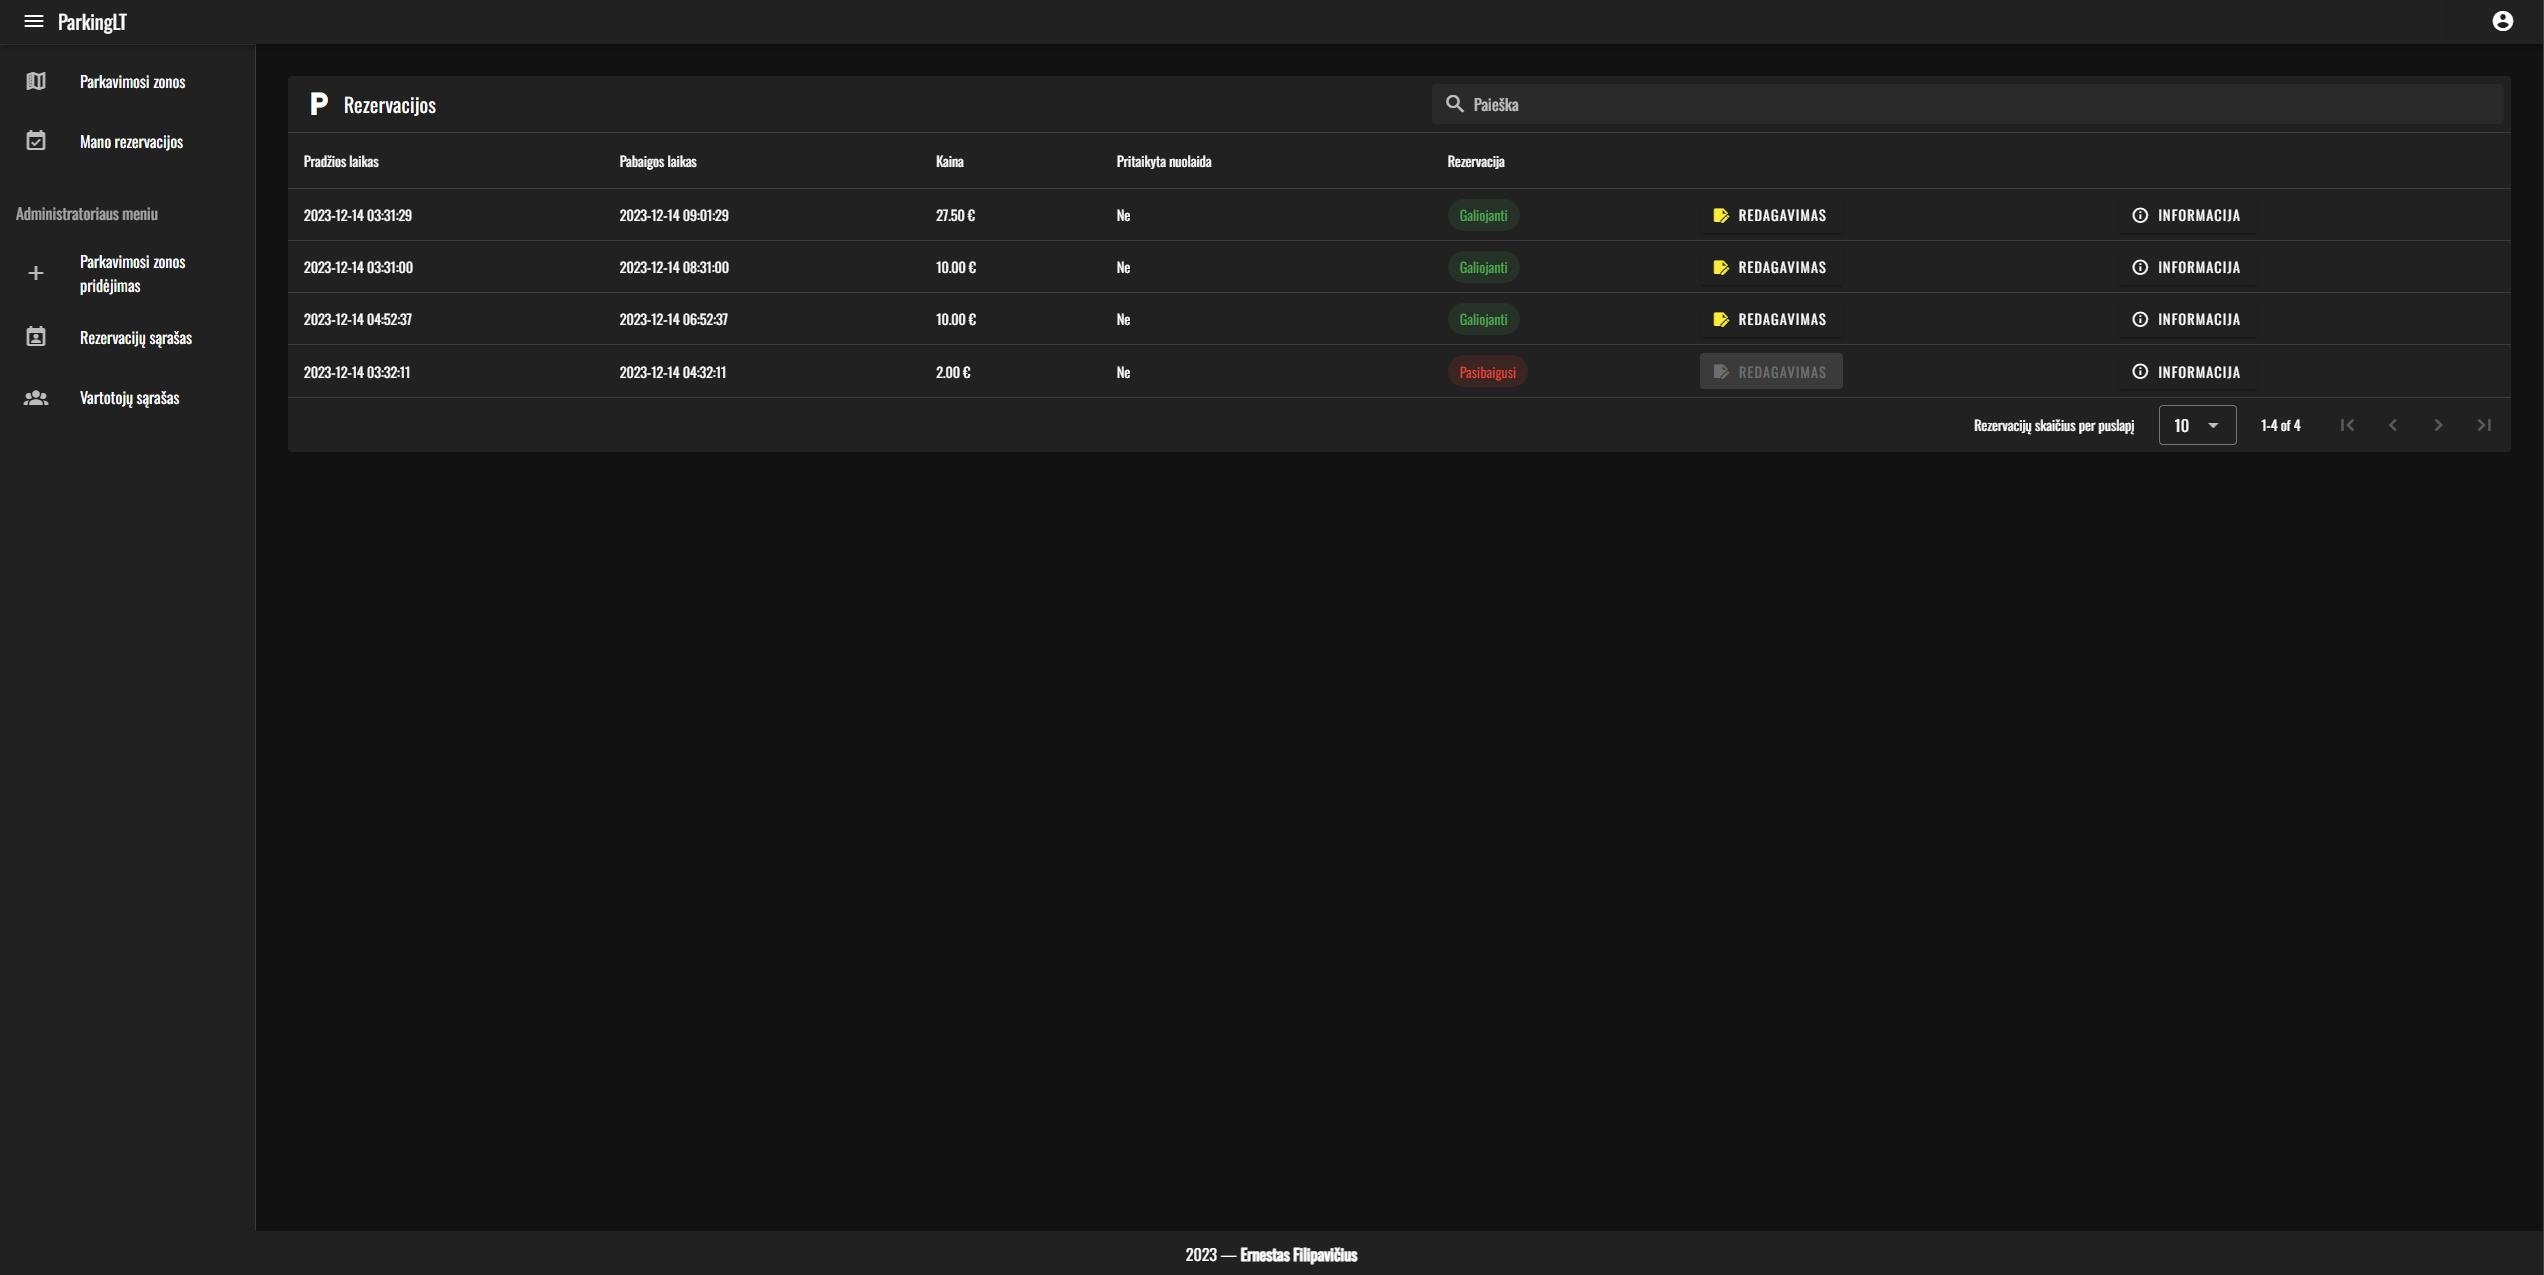 ParkingLT
Parkavimosi zonos
Mano rezervacijos
Administratoriaus meniu
Parkavimosi zonos
pridėjimas
Rezervacijų sąrašas
Vartotojų sąrašas
P Rezervacijos
Paieška
Pradžios laikas Pabaigos laikas Kaina Pritaikyta nuolaida Rezervacija
2023-12-14 03:31:29 2023-12-14 09:01:29 27.50 € Ne Galiojanti REDAGAVIMAS INFORMACIJA
2023-12-14 03:31:00 2023-12-14 08:31:00 10.00 € Ne Galiojanti REDAGAVIMAS INFORMACIJA
2023-12-14 04:52:37 2023-12-14 06:52:37 10.00 € Ne Galiojanti REDAGAVIMAS INFORMACIJA
2023-12-14 03:32:11 2023-12-14 04:32:11 2.00 € Ne Pasibaigusi REDAGAVIMAS INFORMACIJA
Rezervacijų skaičius per puslapį 10 1-4 of 4
2023 — Ernestas Filipavičius